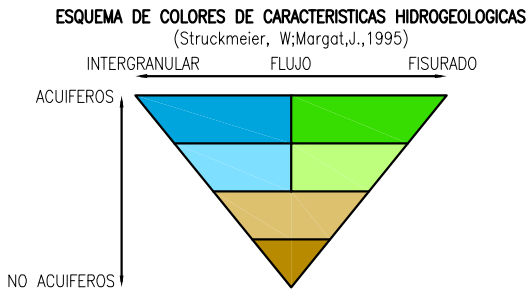 ESQUEMA DE COLORES DE CARACTERISTICAS HIDROGEOLOGICAS
(Struckmeier, W;Margat,J.,1995)
INTERGRANULAR FLUJO FISURADO
ACUIFEROS
NO ACUIFEROS